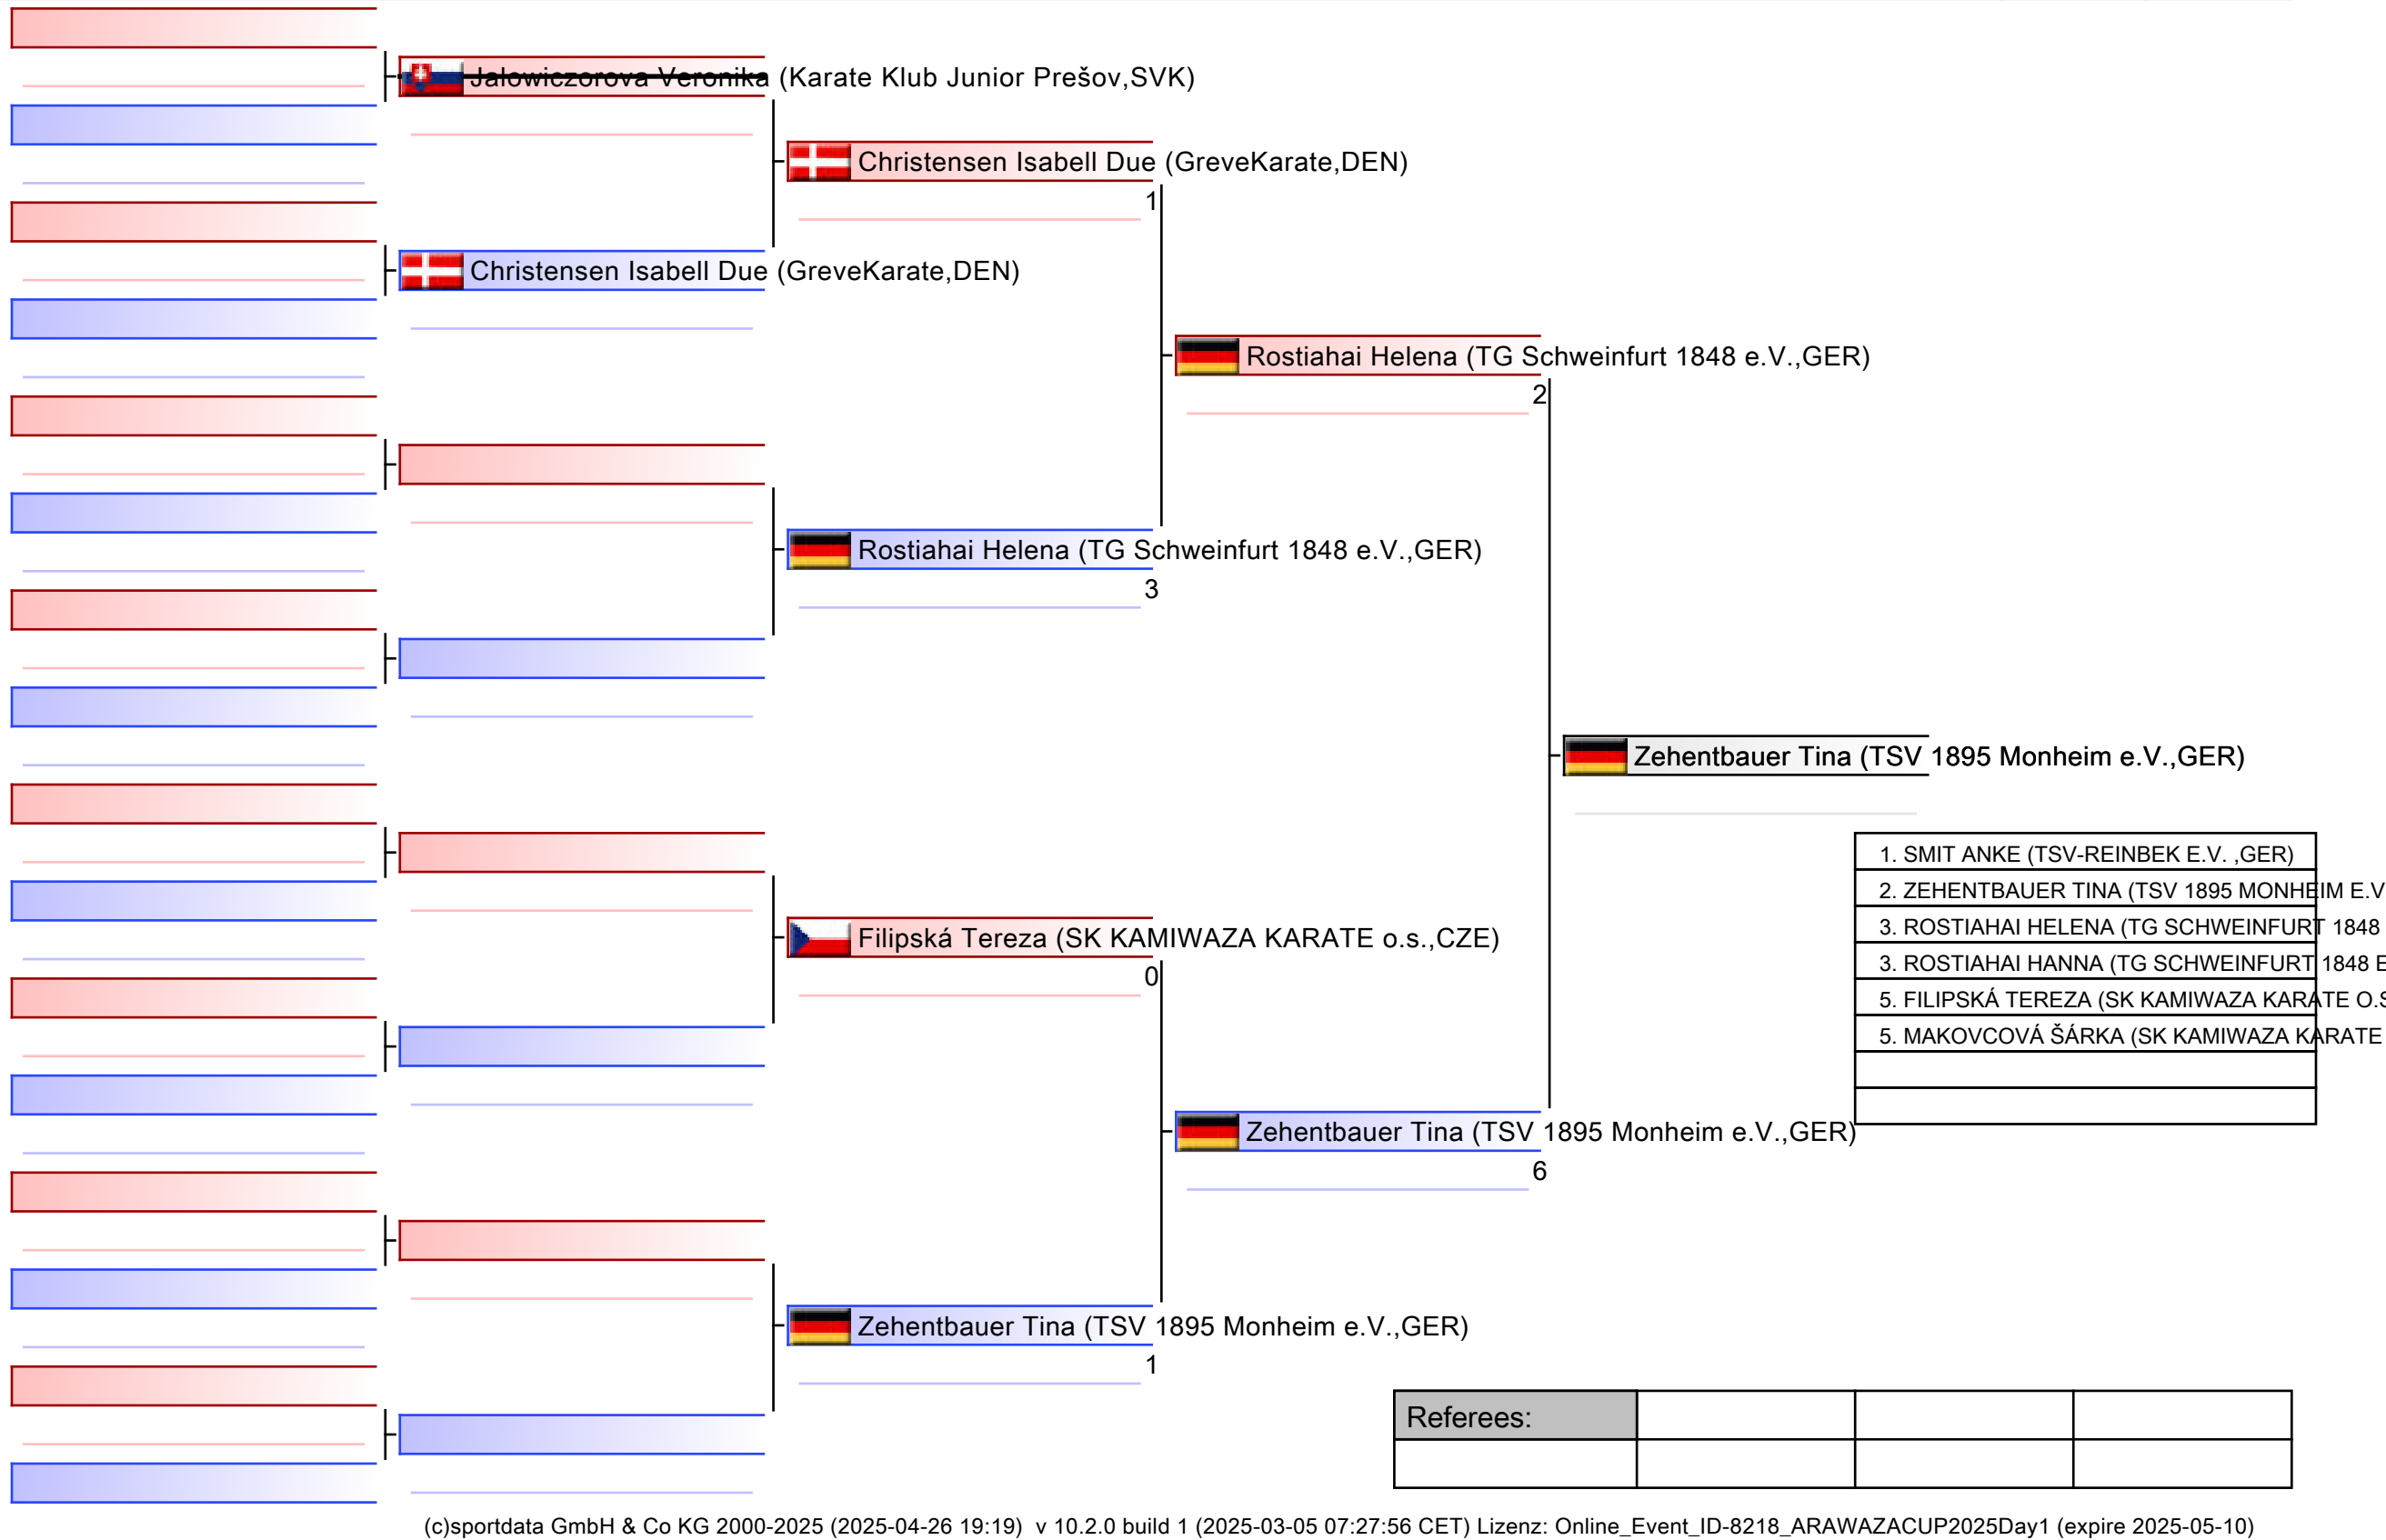 Jalowiczorova Veronika (Karate Klub Junior Prešov,SVK)
Christensen Isabell Due (GreveKarate,DEN)
1
Christensen Isabell Due (GreveKarate,DEN)
Rostiahai Helena (TG Schweinfurt 1848 e.V.,GER)
2
Rostiahai Helena (TG Schweinfurt 1848 e.V.,GER)
3
Zehentbauer Tina (TSV 1895 Monheim e.V.,GER)
1. SMIT ANKE (TSV-REINBEK E.V. ,GER)
2. ZEHENTBAUER TINA (TSV 1895 MONHEIM E.V
3. ROSTIAHAI HELENA (TG SCHWEINFURT 1848
3. ROSTIAHAI HANNA (TG SCHWEINFURT 1848 E
5. FILIPSKÁ TEREZA (SK KAMIWAZA KARATE O.S
5. MAKOVCOVÁ ŠÁRKA (SK KAMIWAZA KARATE
Filipská Tereza (SK KAMIWAZA KARATE o.s.,CZE)
0
Zehentbauer Tina (TSV 1895 Monheim e.V.,GER)
6
Zehentbauer Tina (TSV 1895 Monheim e.V.,GER)
1
Referees:
(c)sportdata GmbH & Co KG 2000-2025 (2025-04-26 19:19) v 10.2.0 build 1 (2025-03-05 07:27:56 CET) Lizenz: Online_Event_ID-8218_ARAWAZACUP2025Day1 (expire 2025-05-10)